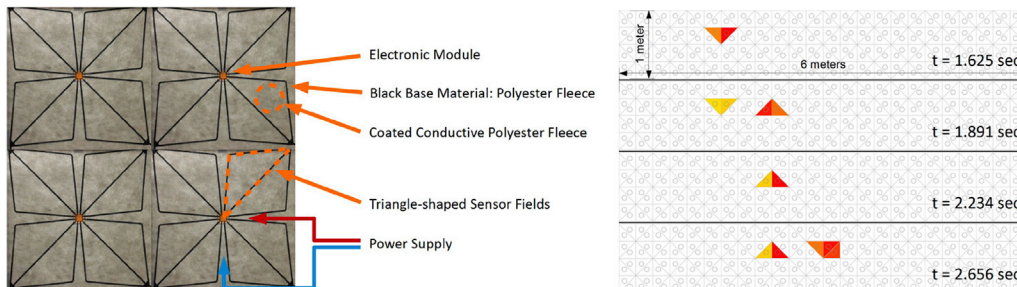 Electronic Module
Black Base Material: Polyester Fleece
Coated Conductive Polyester Fleece
Triangle-shaped Sensor Fields
Power Supply
1 meter
6 meters
t = 1.625 sec
t = 1.891 sec
t = 2.234 sec
t = 2.656 sec